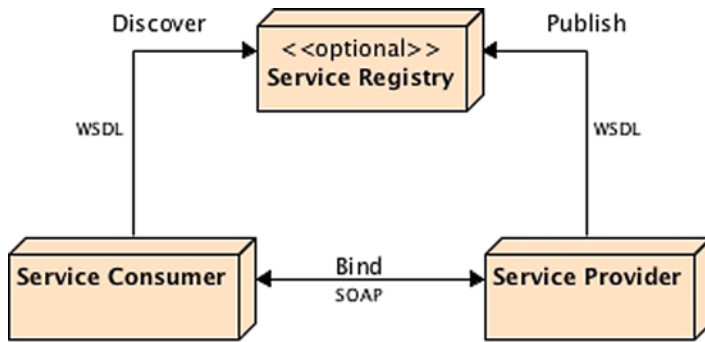 Discover
Publish
<<optional>>
Service Registry
WSDL
WSDL
Service Consumer
Bind
SOAP
Service Provider